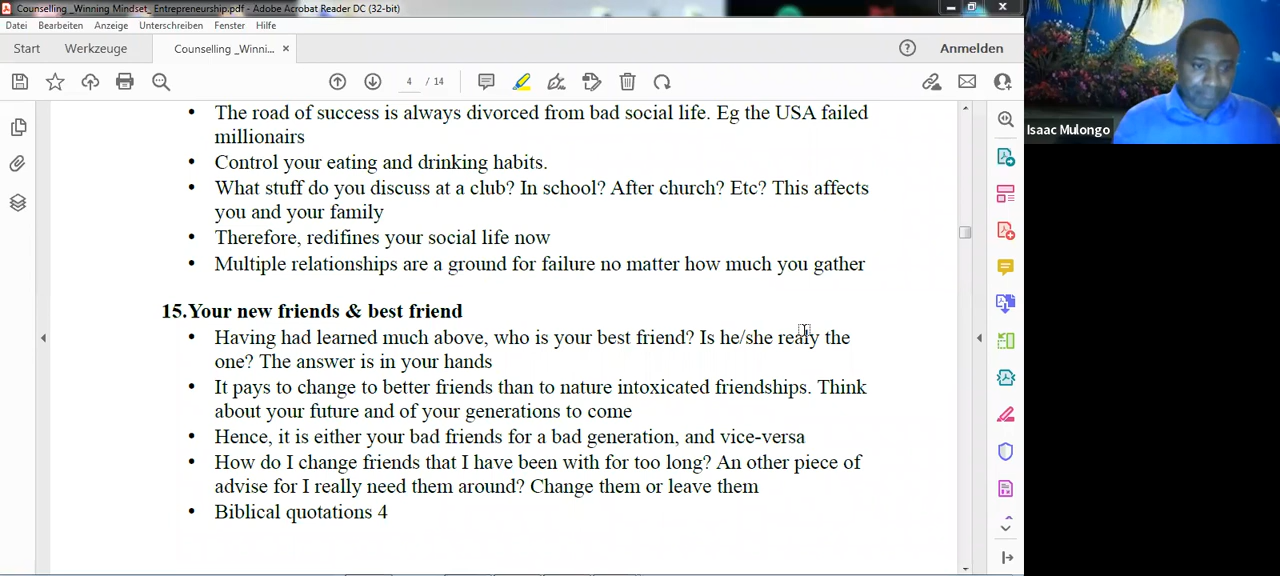 Counselling _Winning Mindset_ Entrepreneurship.pdf - Adobe Acrobat Reader DC (32-bit)
Datei Bearbeiten Anzeige Unterschreiben Fenster Hilfe
Start Werkzeuge Counselling _Winni... × ? Anmelden
4 / 14
• The road of success is always divorced from bad social life. Eg the USA failed
millionairs
• Control your eating and drinking habits.
• What stuff do you discuss at a club? In school? After church? Etc? This affects
you and your family
• Therefore, redifines your social life now
• Multiple relationships are a ground for failure no matter how much you gather
15.Your new friends & best friend
• Having had learned much above, who is your best friend? Is he/she realy the
one? The answer is in your hands
• It pays to change to better friends than to nature intoxicated friendships. Think
about your future and of your generations to come
• Hence, it is either your bad friends for a bad generation, and vice-versa
• How do I change friends that I have been with for too long? An other piece of
advise for I really need them around? Change them or leave them
• Biblical quotations 4
Isaac Mulongo